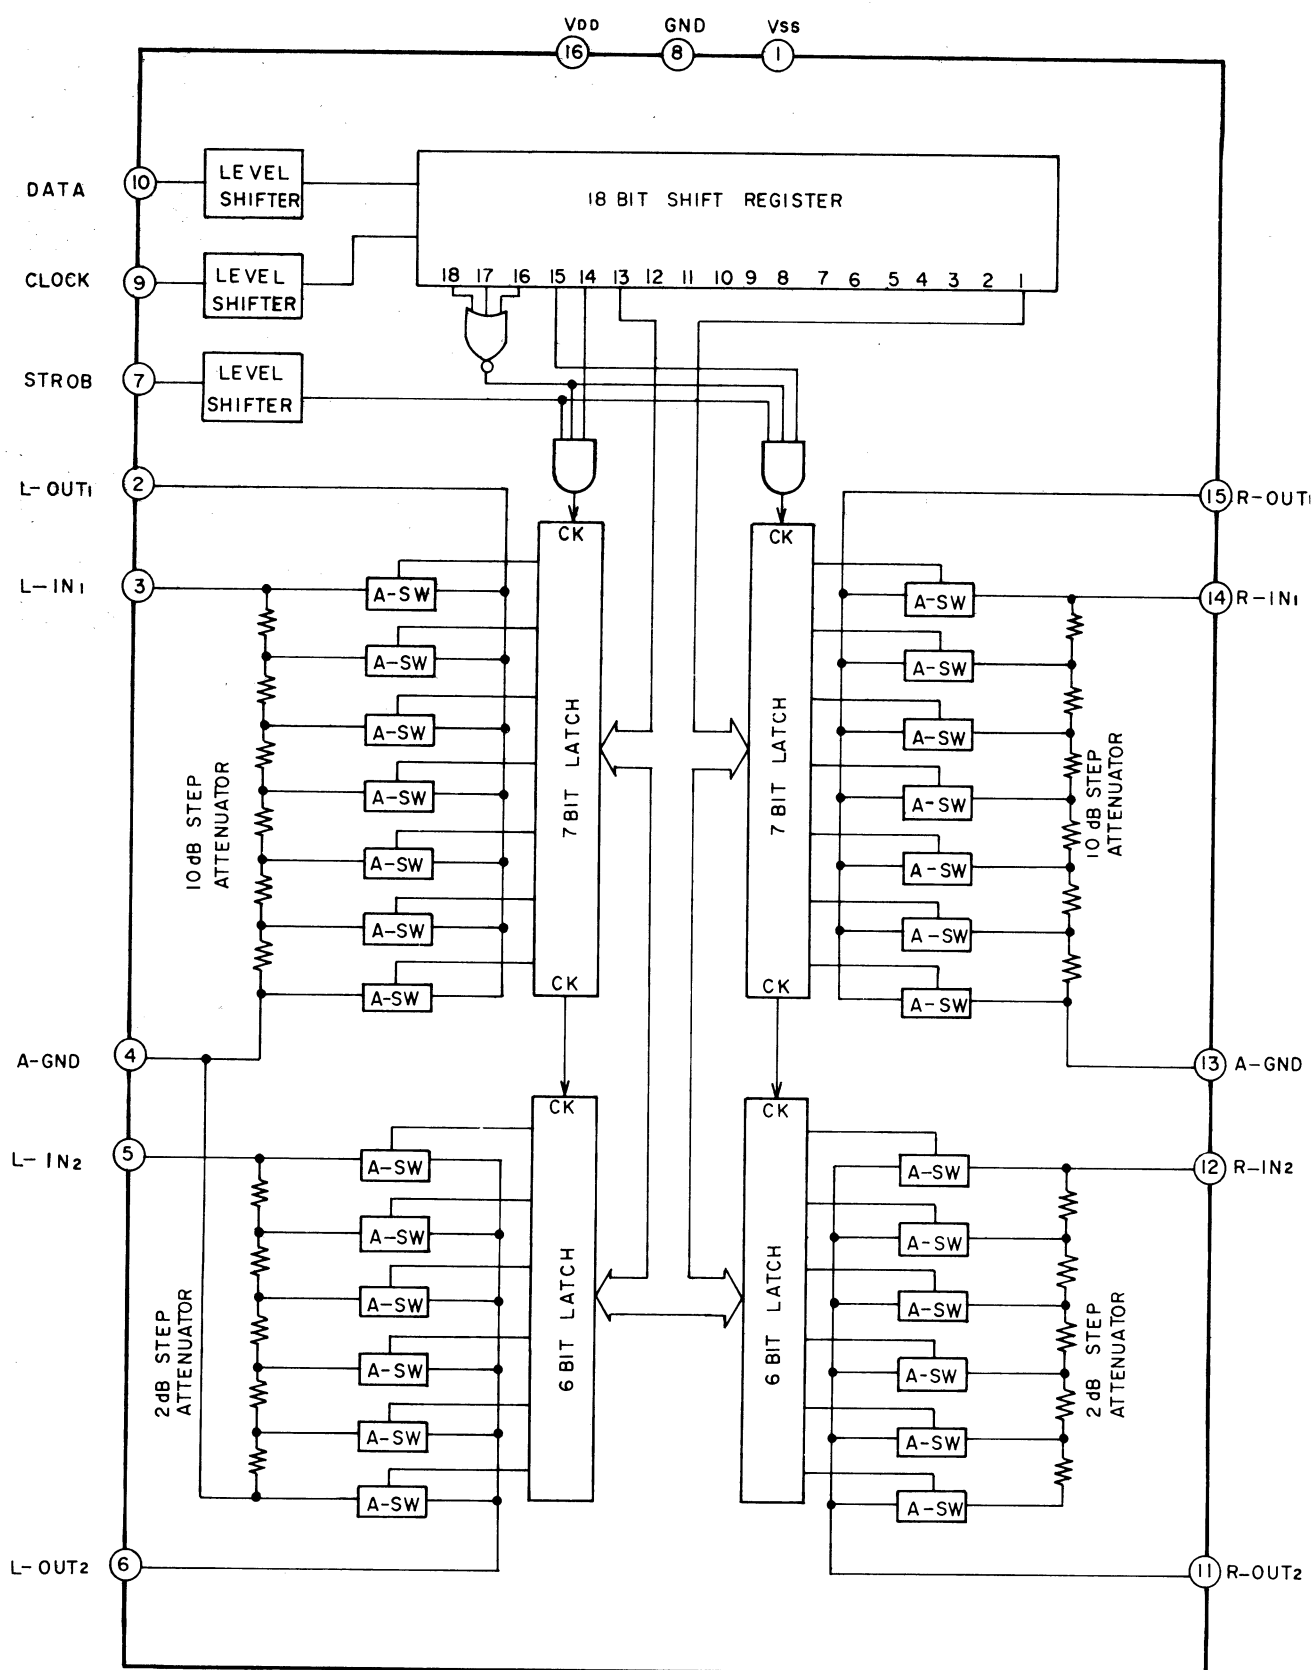 VDD GND VSS
16 8 1
DATA 10 LEVEL SHIFTER
18 BIT SHIFT REGISTER
CLOCK 9 LEVEL SHIFTER
18 17 16 15 14 13 12 11 10 9 8 7 6 5 4 3 2 1
STROB 7 LEVEL SHIFTER
L-OUT1 2
15 R-OUT1
CK CK
L-IN1 3 A-SW
A-SW 14 R-IN1
A-SW A-SW
A-SW A-SW
A-SW A-SW
A-SW A-SW
A-SW A-SW
A-SW A-SW
10dB STEP
ATTENUATOR
7 BIT LATCH
7 BIT LATCH
10dB STEP
ATTENUATOR
CK CK
A-GND 4
13 A-GND
CK CK
L-IN2 5 A-SW
A-SW 12 R-IN2
A-SW A-SW
A-SW A-SW
A-SW A-SW
A-SW A-SW
A-SW A-SW
2dB STEP
ATTENUATOR
6 BIT LATCH
6 BIT LATCH
2dB STEP
ATTENUATOR
L-OUT2 6
11 R-OUT2